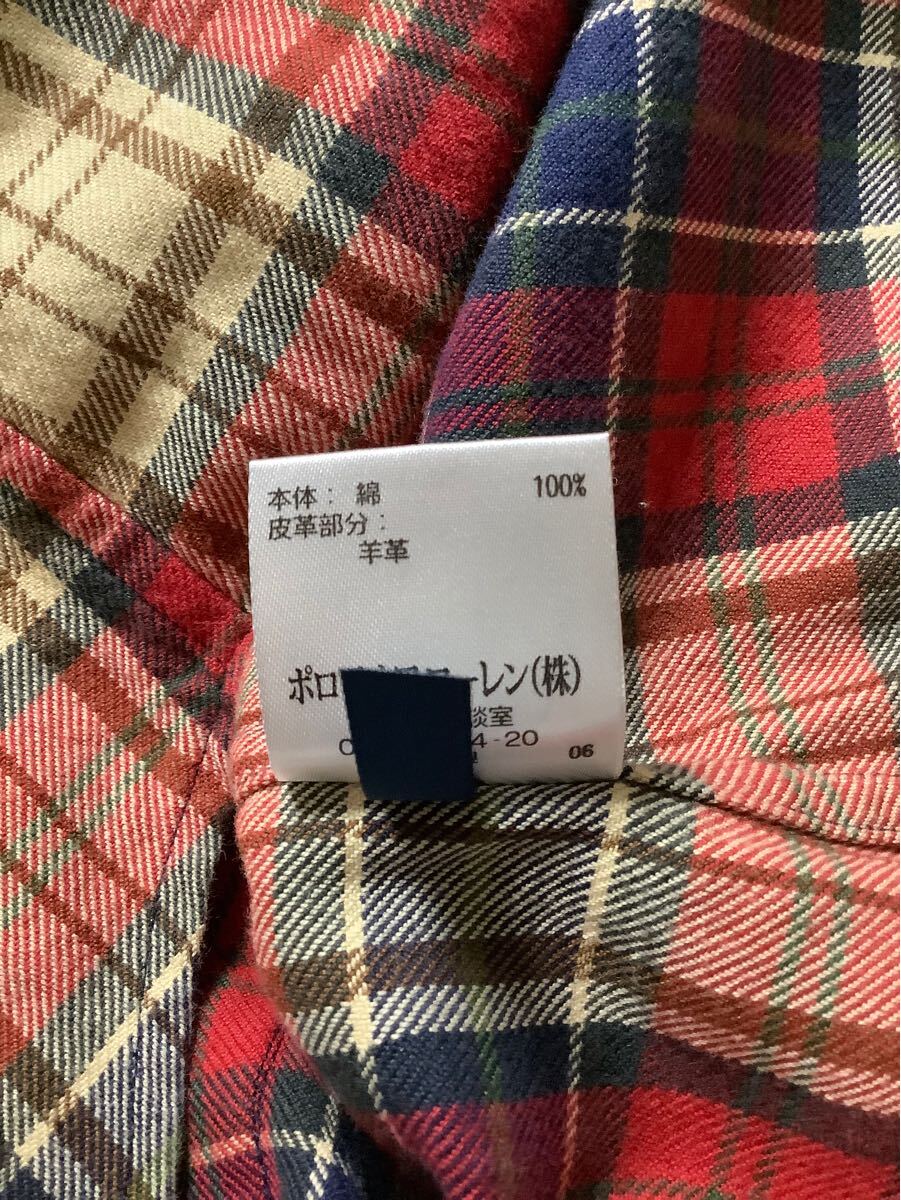 本体： 綿 100%
皮革部分：
羊革
ポロ ーレン(株)
談室
0 4-20
06